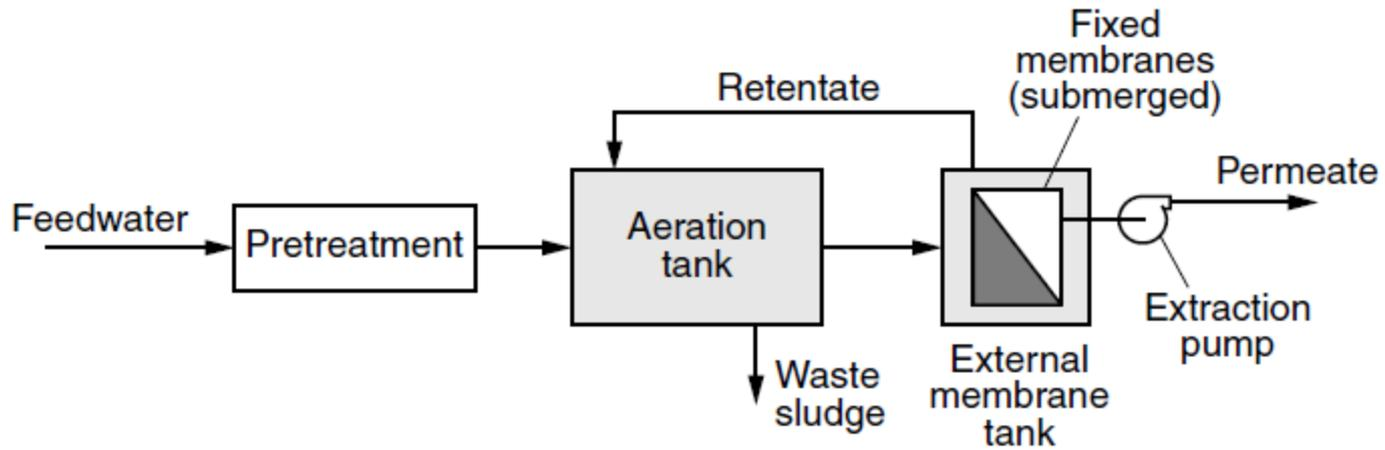 Fixed
membranes
(submerged)
Retentate
Permeate
Feedwater
Pretreatment
Aeration
tank
Extraction
pump
External
membrane
tank
Waste
sludge